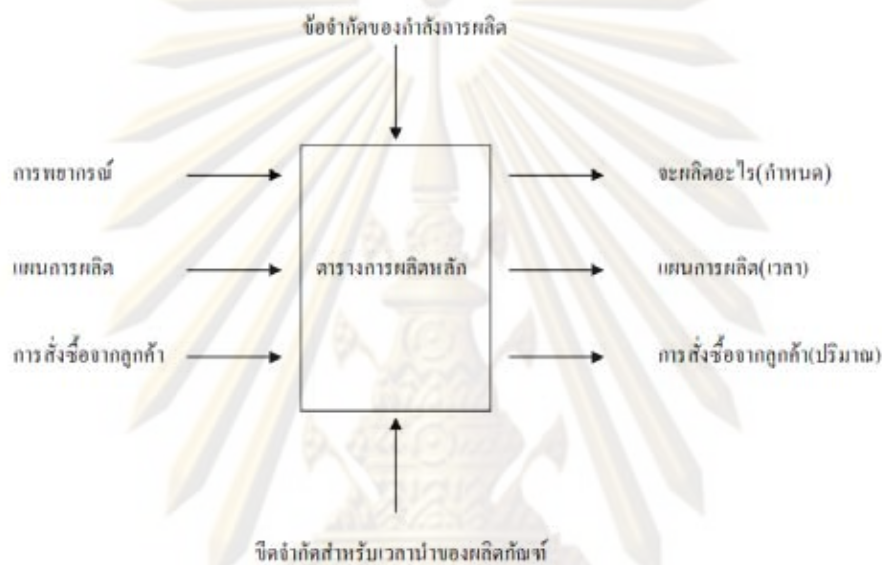 ข้อจำกัดของกำลังการผลิต
การพยากรณ์
จะผลิตอะไร(กำหนด)
แผนการผลิต
ตารางการผลิตหลัก
แผนการผลิต(เวลา)
การสั่งซื้อจากลูกค้า
การสั่งซื้อจากลูกค้า(ปริมาณ)
ขีดจำกัดสำหรับเวลานำของผลิตภัณฑ์